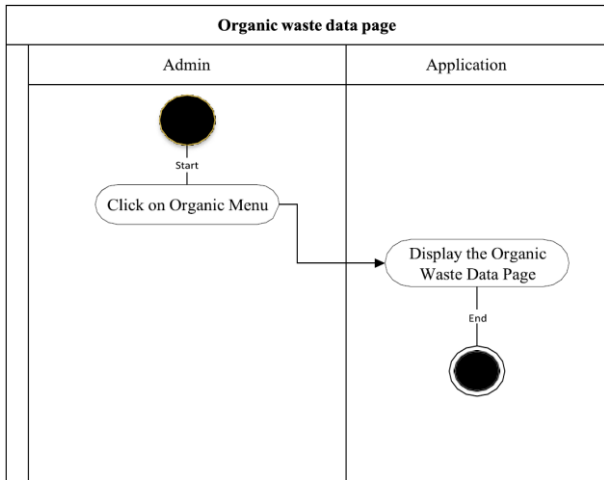 Organic waste data page
Admin
Application
Start
Click on Organic Menu
Display the Organic
Waste Data Page
End